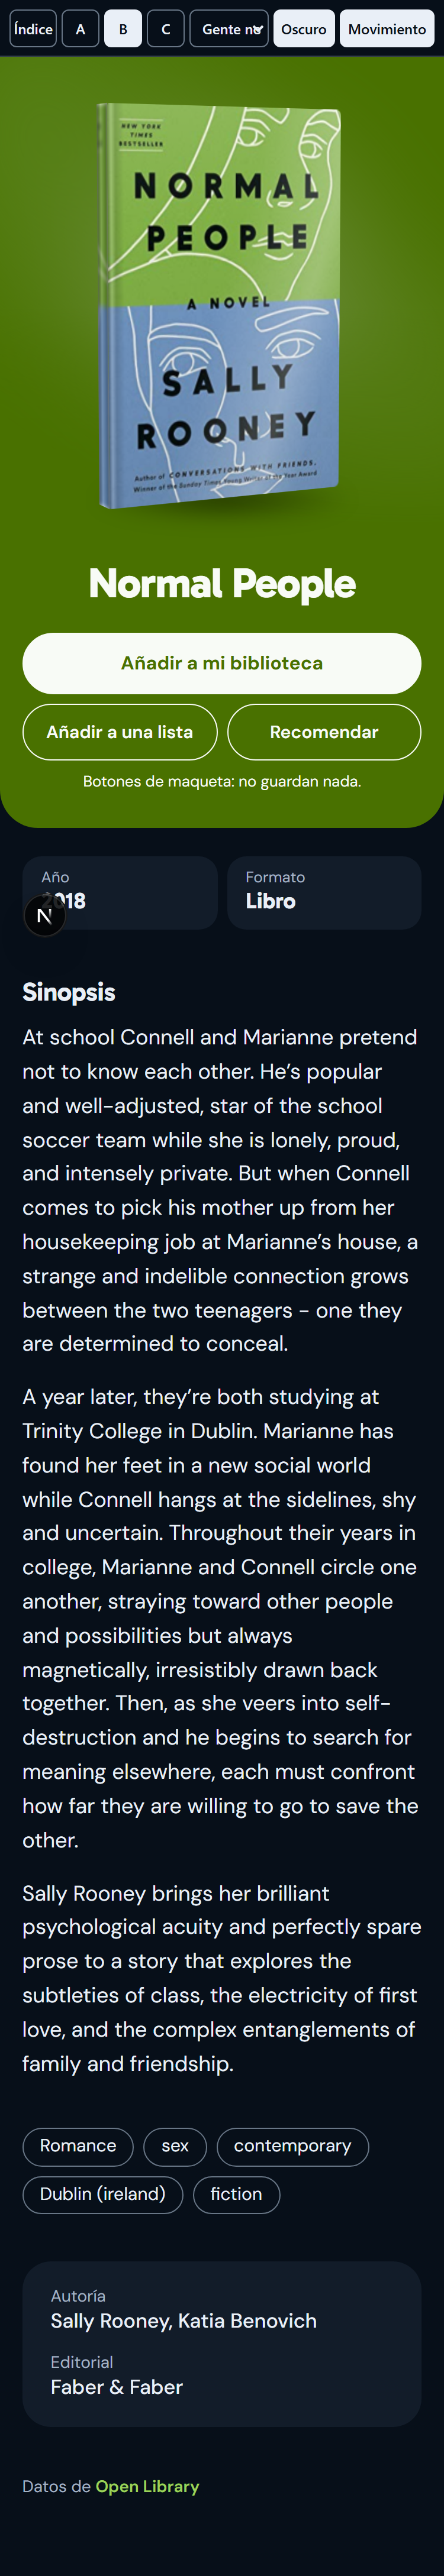 Índice A B C Gente no Oscuro Movimiento
NEW YORK
TIMES
BESTSELLER
NORMAL
PEOPLE
A NOVEL
SALLY
ROONEY
Author of CONVERSATIONS WITH FRIENDS,
Winner of the Sunday Times Young Writer of the Year Award
Normal People
Añadir a mi biblioteca
Añadir a una lista Recomendar
Botones de maqueta: no guardan nada.
Año Formato
2018 Libro
N
Sinopsis
At school Connell and Marianne pretend
not to know each other. He’s popular
and well-adjusted, star of the school
soccer team while she is lonely, proud,
and intensely private. But when Connell
comes to pick his mother up from her
housekeeping job at Marianne’s house, a
strange and indelible connection grows
between the two teenagers - one they
are determined to conceal.
A year later, they’re both studying at
Trinity College in Dublin. Marianne has
found her feet in a new social world
while Connell hangs at the sidelines, shy
and uncertain. Throughout their years in
college, Marianne and Connell circle one
another, straying toward other people
and possibilities but always
magnetically, irresistibly drawn back
together. Then, as she veers into self-
destruction and he begins to search for
meaning elsewhere, each must confront
how far they are willing to go to save the
other.
Sally Rooney brings her brilliant
psychological acuity and perfectly spare
prose to a story that explores the
subtleties of class, the electricity of first
love, and the complex entanglements of
family and friendship.
Romance sex contemporary
Dublin (ireland) fiction
Autoría
Sally Rooney, Katia Benovich
Editorial
Faber & Faber
Datos de Open Library